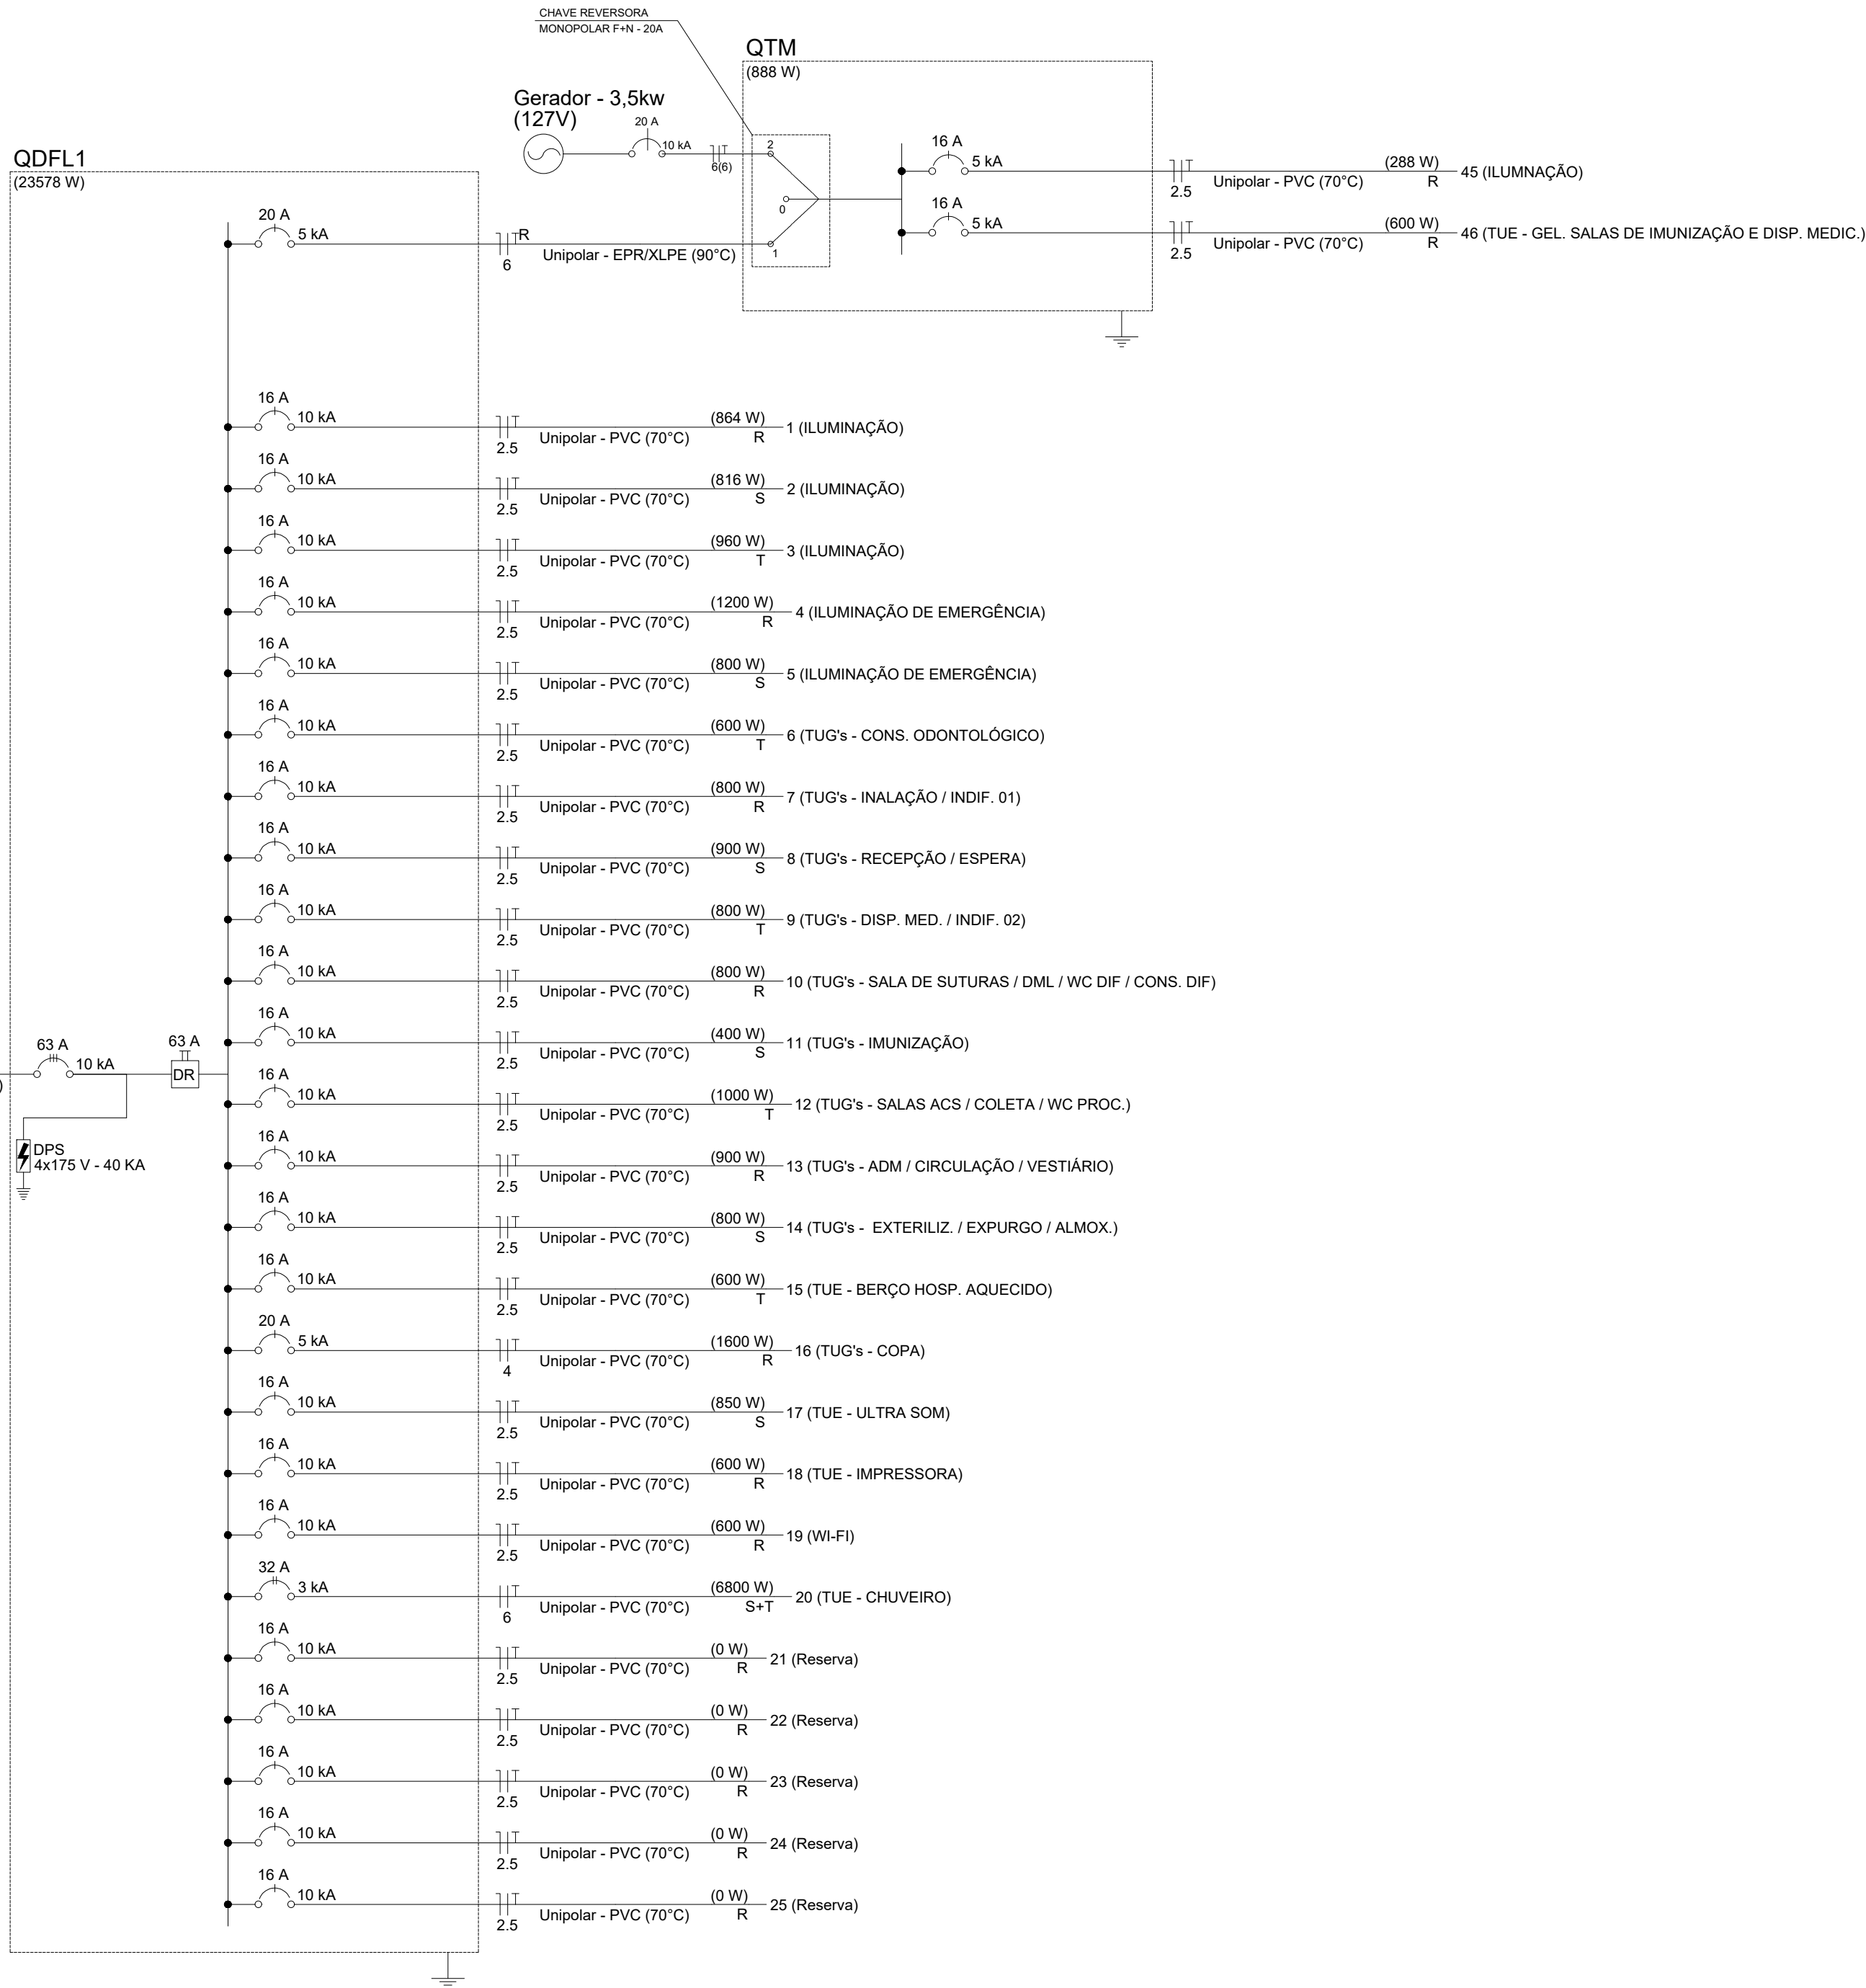 CHAVE REVERSORA
MONOPOLAR F+N - 20A
QTM
(888 W)
Gerador - 3,5kw
(127V)
20 A
10 kA
6(6)
2
0
1
16 A
5 kA
2.5
Unipolar - PVC (70°C)
(288 W)
R
45 (ILUMNAÇÃO)
16 A
5 kA
2.5
Unipolar - PVC (70°C)
(600 W)
R
46 (TUE - GEL. SALAS DE IMUNIZAÇÃO E DISP. MEDIC.)
QDFL1
(23578 W)
20 A
5 kA
R
6
Unipolar - EPR/XLPE (90°C)
16 A
10 kA
2.5
Unipolar - PVC (70°C)
(864 W)
R
1 (ILUMINAÇÃO)
16 A
10 kA
2.5
Unipolar - PVC (70°C)
(816 W)
S
2 (ILUMINAÇÃO)
16 A
10 kA
2.5
Unipolar - PVC (70°C)
(960 W)
T
3 (ILUMINAÇÃO)
16 A
10 kA
2.5
Unipolar - PVC (70°C)
(1200 W)
R
4 (ILUMINAÇÃO DE EMERGÊNCIA)
16 A
10 kA
2.5
Unipolar - PVC (70°C)
(800 W)
S
5 (ILUMINAÇÃO DE EMERGÊNCIA)
16 A
10 kA
2.5
Unipolar - PVC (70°C)
(600 W)
T
6 (TUG's - CONS. ODONTOLÓGICO)
16 A
10 kA
2.5
Unipolar - PVC (70°C)
(800 W)
R
7 (TUG's - INALAÇÃO / INDIF. 01)
16 A
10 kA
2.5
Unipolar - PVC (70°C)
(900 W)
S
8 (TUG's - RECEPÇÃO / ESPERA)
16 A
10 kA
2.5
Unipolar - PVC (70°C)
(800 W)
T
9 (TUG's - DISP. MED. / INDIF. 02)
16 A
10 kA
2.5
Unipolar - PVC (70°C)
(800 W)
R
10 (TUG's - SALA DE SUTURAS / DML / WC DIF / CONS. DIF)
16 A
10 kA
2.5
Unipolar - PVC (70°C)
(400 W)
S
11 (TUG's - IMUNIZAÇÃO)
63 A
10 kA
63 A
DR
)
DPS
4x175 V - 40 KA
16 A
10 kA
2.5
Unipolar - PVC (70°C)
(1000 W)
T
12 (TUG's - SALAS ACS / COLETA / WC PROC.)
16 A
10 kA
2.5
Unipolar - PVC (70°C)
(900 W)
R
13 (TUG's - ADM / CIRCULAÇÃO / VESTIÁRIO)
16 A
10 kA
2.5
Unipolar - PVC (70°C)
(800 W)
S
14 (TUG's - EXTERILIZ. / EXPURGO / ALMOX.)
16 A
10 kA
2.5
Unipolar - PVC (70°C)
(600 W)
T
15 (TUE - BERÇO HOSP. AQUECIDO)
20 A
5 kA
4
Unipolar - PVC (70°C)
(1600 W)
R
16 (TUG's - COPA)
16 A
10 kA
2.5
Unipolar - PVC (70°C)
(850 W)
S
17 (TUE - ULTRA SOM)
16 A
10 kA
2.5
Unipolar - PVC (70°C)
(600 W)
R
18 (TUE - IMPRESSORA)
16 A
10 kA
2.5
Unipolar - PVC (70°C)
(600 W)
R
19 (WI-FI)
32 A
3 kA
6
Unipolar - PVC (70°C)
(6800 W)
S+T
20 (TUE - CHUVEIRO)
16 A
10 kA
2.5
Unipolar - PVC (70°C)
(0 W)
R
21 (Reserva)
16 A
10 kA
2.5
Unipolar - PVC (70°C)
(0 W)
R
22 (Reserva)
16 A
10 kA
2.5
Unipolar - PVC (70°C)
(0 W)
R
23 (Reserva)
16 A
10 kA
2.5
Unipolar - PVC (70°C)
(0 W)
R
24 (Reserva)
16 A
10 kA
2.5
Unipolar - PVC (70°C)
(0 W)
R
25 (Reserva)